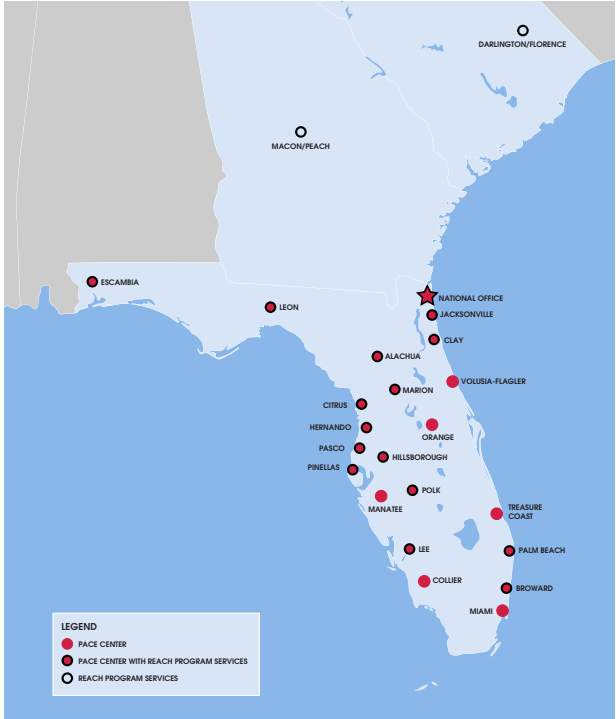 DARLINGTON/FLORENCE
MACON/PEACH
ESCAMBIA
NATIONAL OFFICE
LEON
JACKSONVILLE
CLAY
ALACHUA
VOLUSIA-FLAGLER
MARION
CITRUS
HERNANDO
ORANGE
PASCO
HILLSBOROUGH
PINELLAS
POLK
MANATEE
TREASURE
COAST
LEE
PALM BEACH
COLLIER
BROWARD
MIAMI
LEGEND
PACE CENTER
PACE CENTER WITH REACH PROGRAM SERVICES
REACH PROGRAM SERVICES